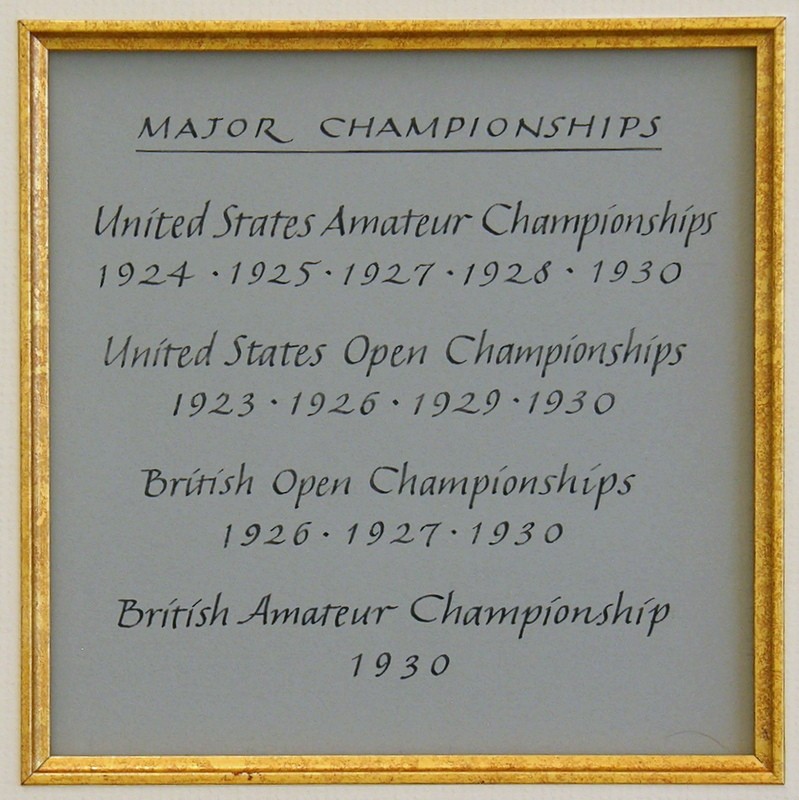 MAJOR CHAMPIONSHIPS
United States Amateur Championships
1924 · 1925 · 1927 · 1928 · 1930
United States Open Championships
1923 · 1926 · 1929 · 1930
British Open Championships
1926 · 1927 · 1930
British Amateur Championship
1930